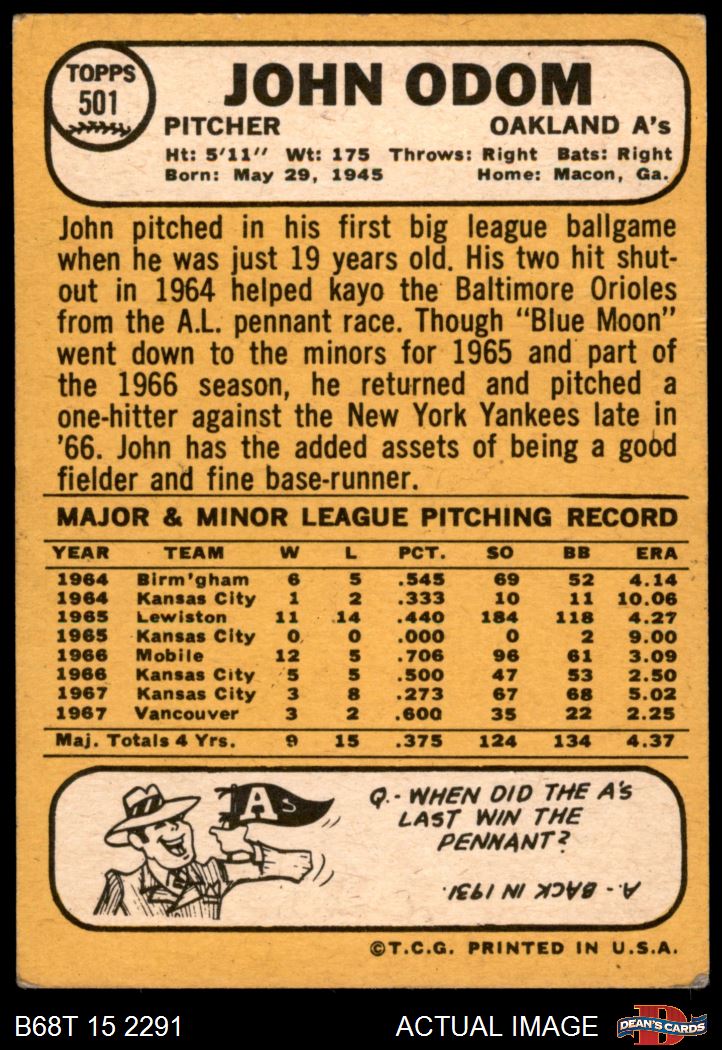 TOPPS
501
JOHN ODOM
PITCHER OAKLAND A's
Ht: 5'11" Wt: 175 Throws: Right Bats: Right
Born: May 29, 1945 Home: Macon, Ga.
John pitched in his first big league ballgame
when he was just 19 years old. His two hit shut-
out in 1964 helped kayo the Baltimore Orioles
from the A.L. pennant race. Though "Blue Moon"
went down to the minors for 1965 and part of
the 1966 season, he returned and pitched a
one-hitter against the New York Yankees late in
'66. John has the added assets of being a good
fielder and fine base-runner.
MAJOR & MINOR LEAGUE PITCHING RECORD
YEAR TEAM W L PCT. SO BB ERA
1964 Birm'gham 6 5 .545 69 52 4.14
1964 Kansas City 1 2 .333 10 11 10.06
1965 Lewiston 11 14 .440 184 118 4.27
1965 Kansas City 0 0 .000 0 2 9.00
1966 Mobile 12 5 .706 96 61 3.09
1966 Kansas City 5 5 .500 47 53 2.50
1967 Kansas City 3 8 .273 67 68 5.02
1967 Vancouver 3 2 .600 35 22 2.25
Maj. Totals 4 Yrs. 9 15 .375 124 134 4.37
A's
Q.- WHEN DID THE A's
LAST WIN THE
PENNANT?
A.- BACK IN 1931.
©T.C.G. PRINTED IN U.S.A.
B68T 15 2291 ACTUAL IMAGE D DEAN'S CARDS